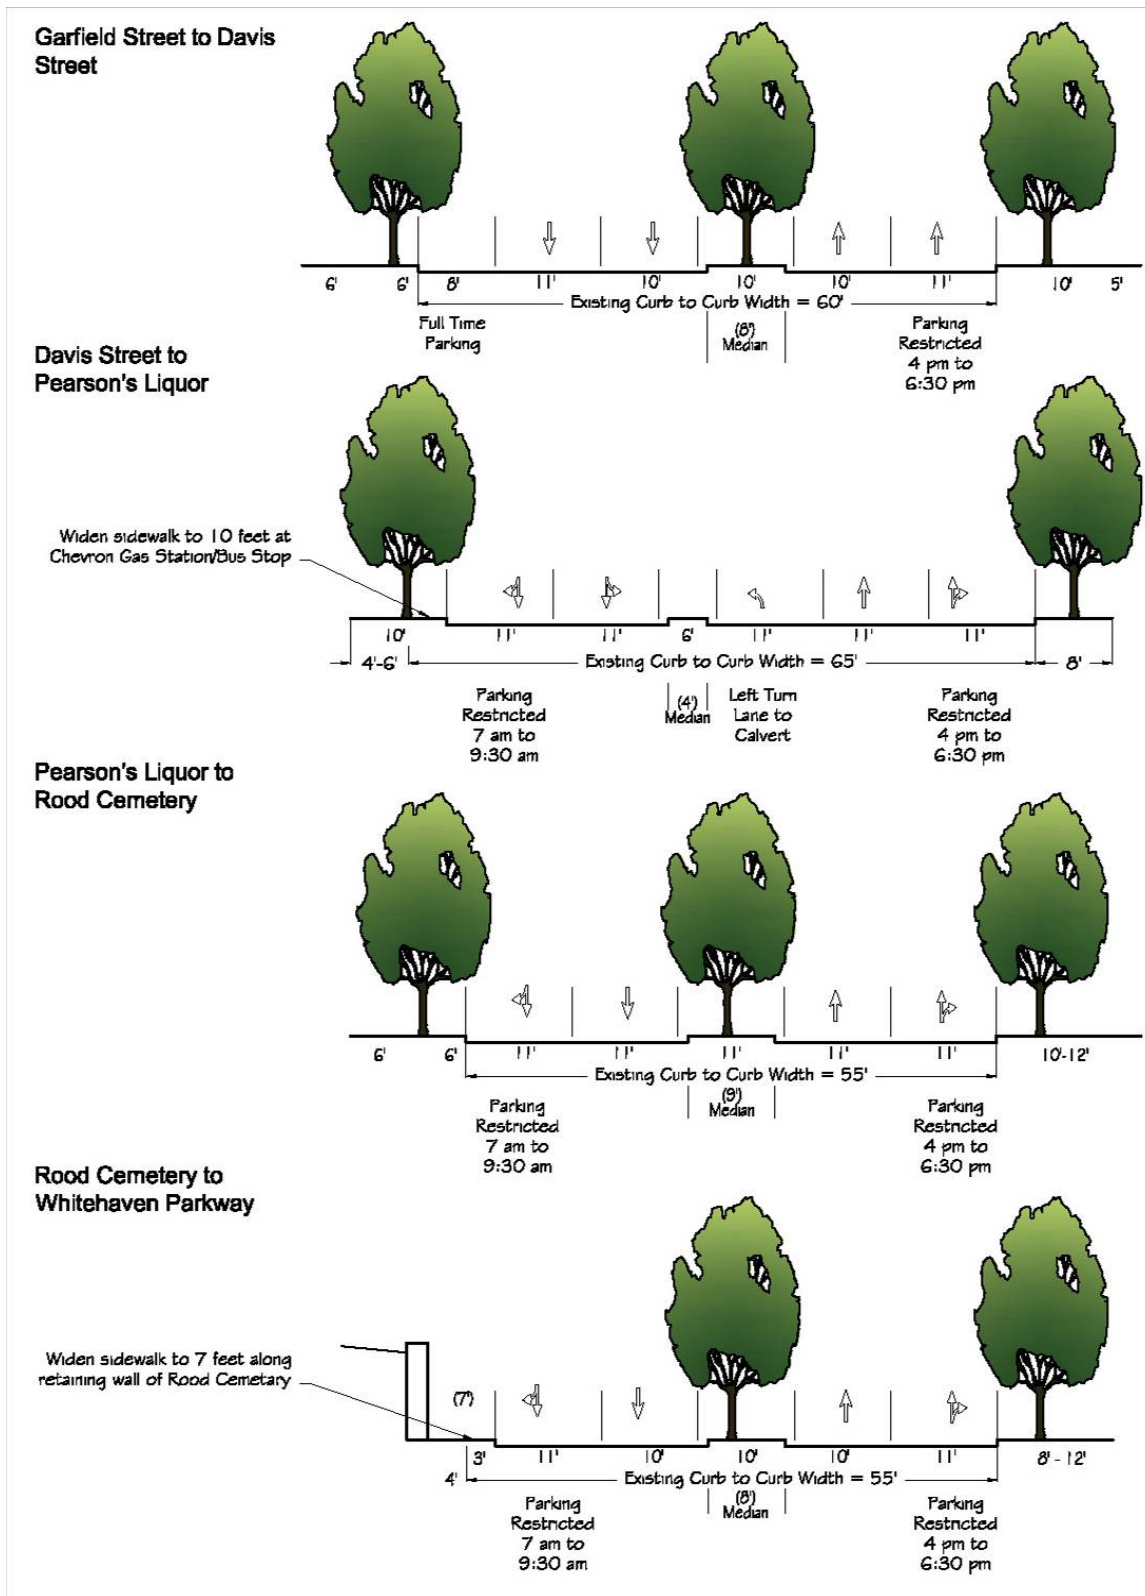 Garfield Street to Davis
Street
6' 6' 8' 11' 10' 10' 10' 11' 10' 5'
Existing Curb to Curb Width = 60'
Full Time
Parking
(8')
Median
Parking
Restricted
4 pm to
6:30 pm
Davis Street to
Pearson's Liquor
Widen sidewalk to 10 feet at
Chevron Gas Station/Bus Stop
10' 11' 11' 6' 11' 11' 11'
4'-6' Existing Curb to Curb Width = 65' 8'
Parking
Restricted
7 am to
9:30 am
(4')
Median
Left Turn
Lane to
Calvert
Parking
Restricted
4 pm to
6:30 pm
Pearson's Liquor to
Rood Cemetery
6' 6' 11' 11' 11' 11' 11' 10'-12'
Existing Curb to Curb Width = 55'
Parking
Restricted
7 am to
9:30 am
(9')
Median
Parking
Restricted
4 pm to
6:30 pm
Rood Cemetery to
Whitehaven Parkway
Widen sidewalk to 7 feet along
retaining wall of Rood Cemetary
(7')
3' 11' 10' 10' 10' 11' 8' - 12'
4' Existing Curb to Curb Width = 55'
Parking
Restricted
7 am to
9:30 am
(8')
Median
Parking
Restricted
4 pm to
6:30 pm